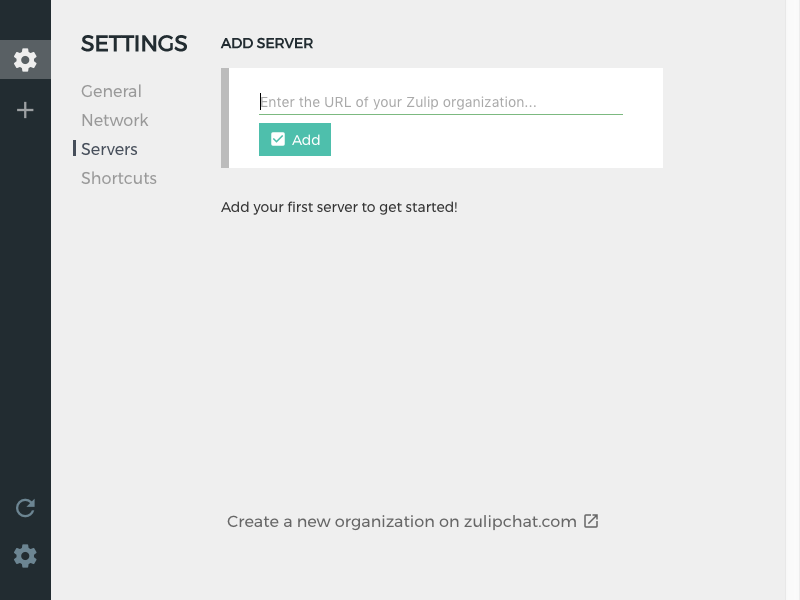 SETTINGS
General
Network
Servers
Shortcuts
ADD SERVER
Enter the URL of your Zulip organization...
Add
Add your first server to get started!
Create a new organization on zulipchat.com